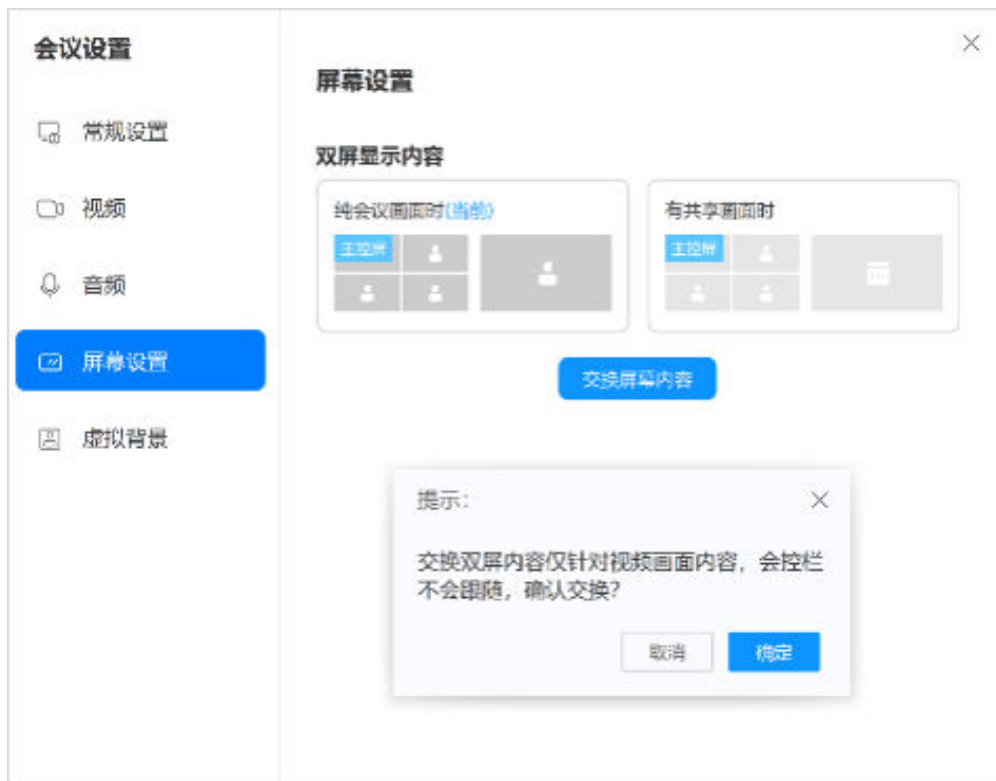 会议设置
常规设置
视频
音频
屏幕设置
虚拟背景
屏幕设置
双屏显示内容
纯会议画面时(当前)
主控屏
有共享画面时
主控屏
交换屏幕内容
提示:
交换双屏内容仅针对视频画面内容，会控栏
不会跟随，确认交换?
取消
确定